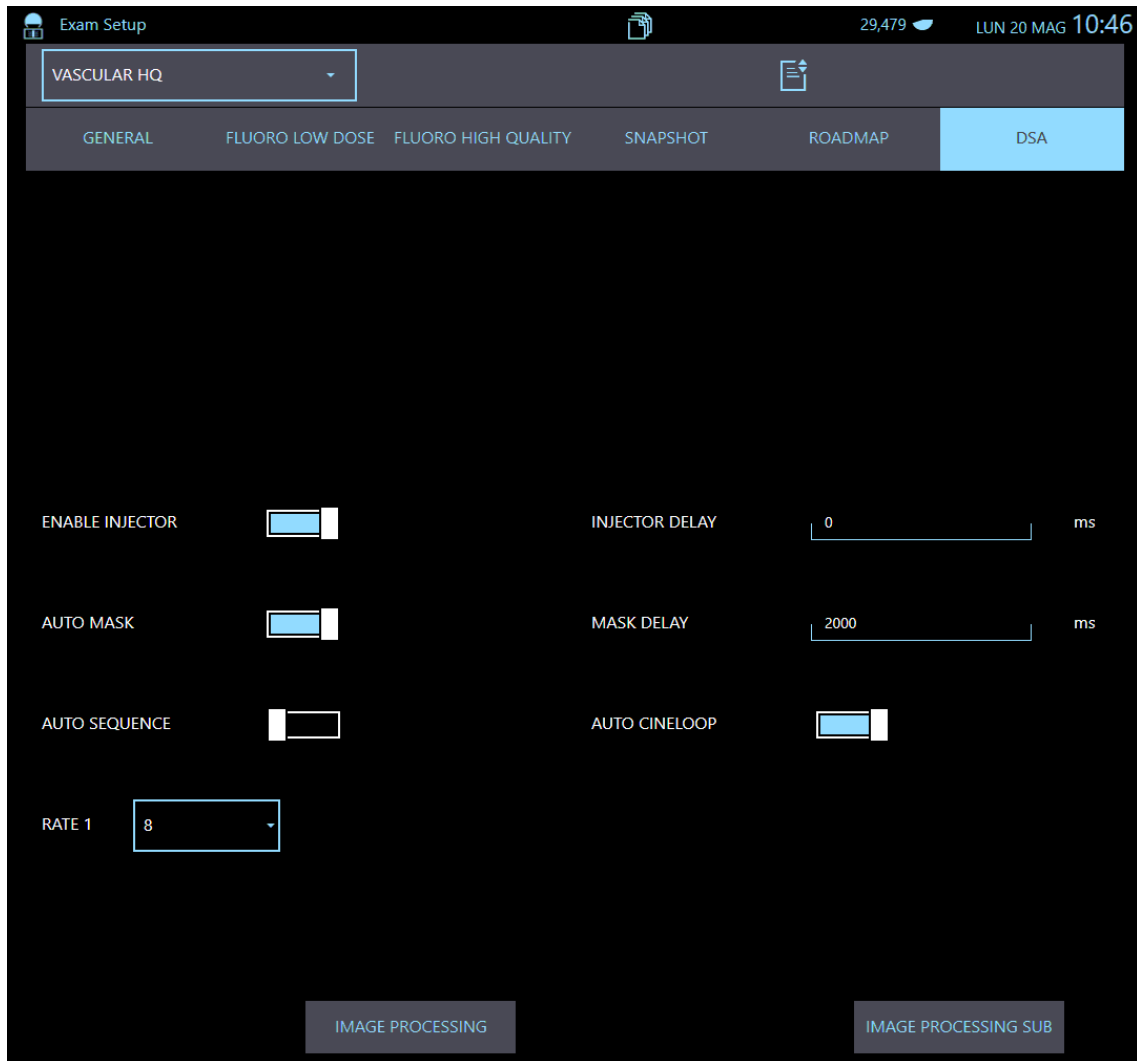 Exam Setup 29,479 LUN 20 MAG 10:46
VASCULAR HQ
GENERAL FLUORO LOW DOSE FLUORO HIGH QUALITY SNAPSHOT ROADMAP DSA
ENABLE INJECTOR INJECTOR DELAY 0 ms
AUTO MASK MASK DELAY 2000 ms
AUTO SEQUENCE AUTO CINELOOP
RATE 1 8
IMAGE PROCESSING IMAGE PROCESSING SUB